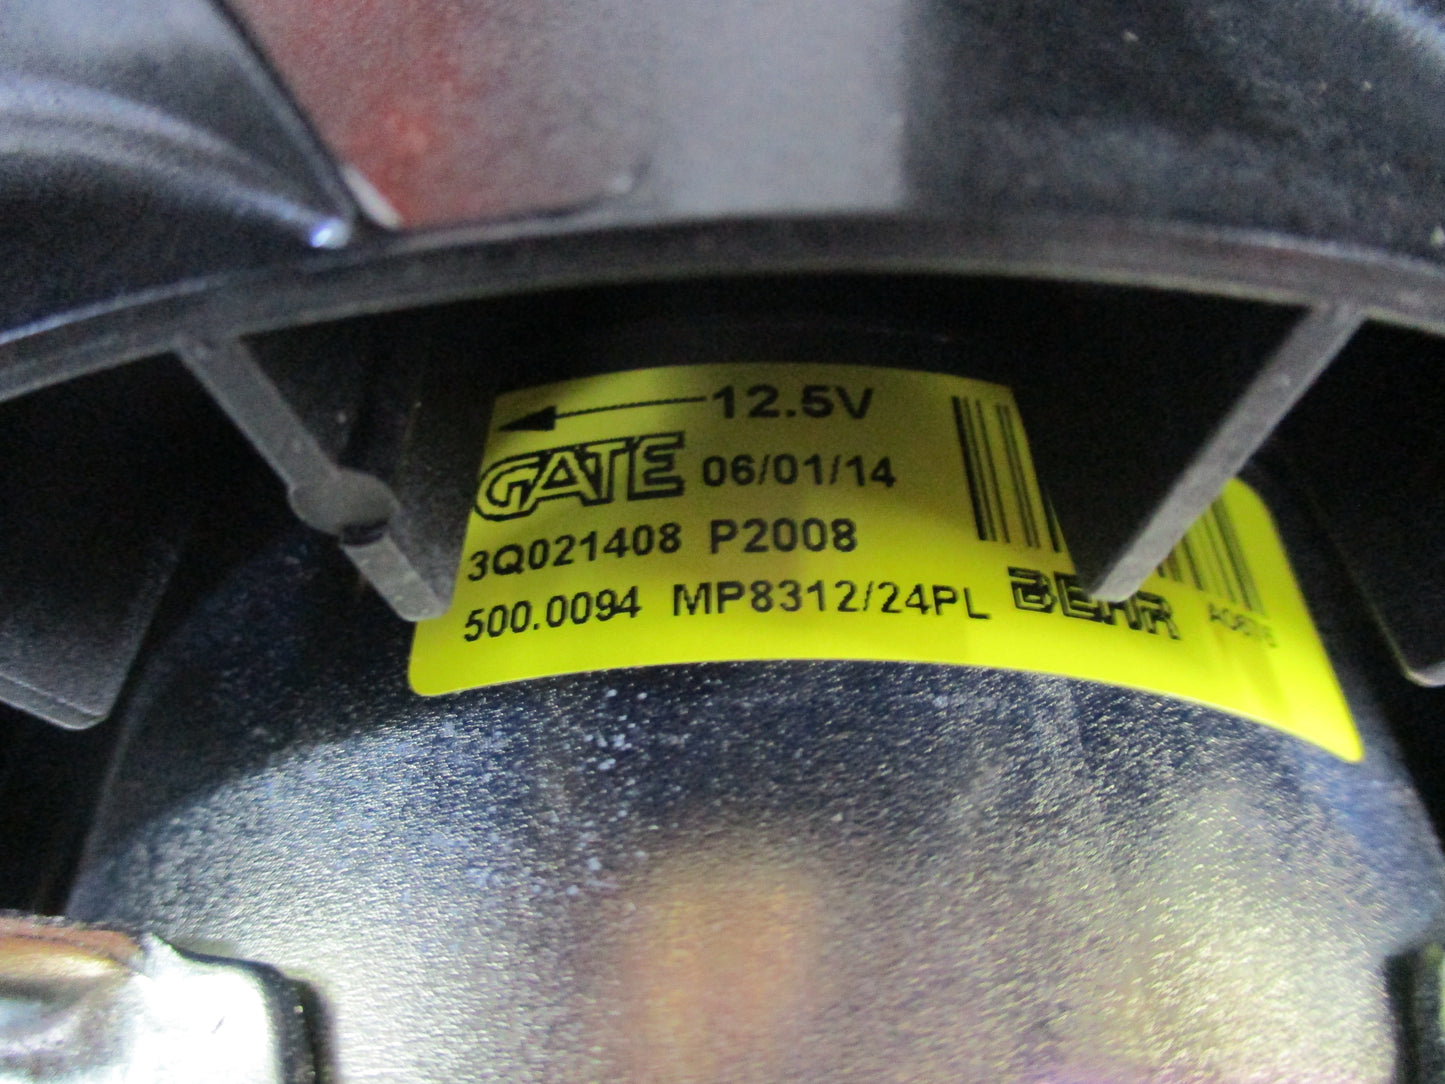 12.5V
GATE 06/01/14
3Q021408 P2008
500.0094 MP8312/24PL BEHR